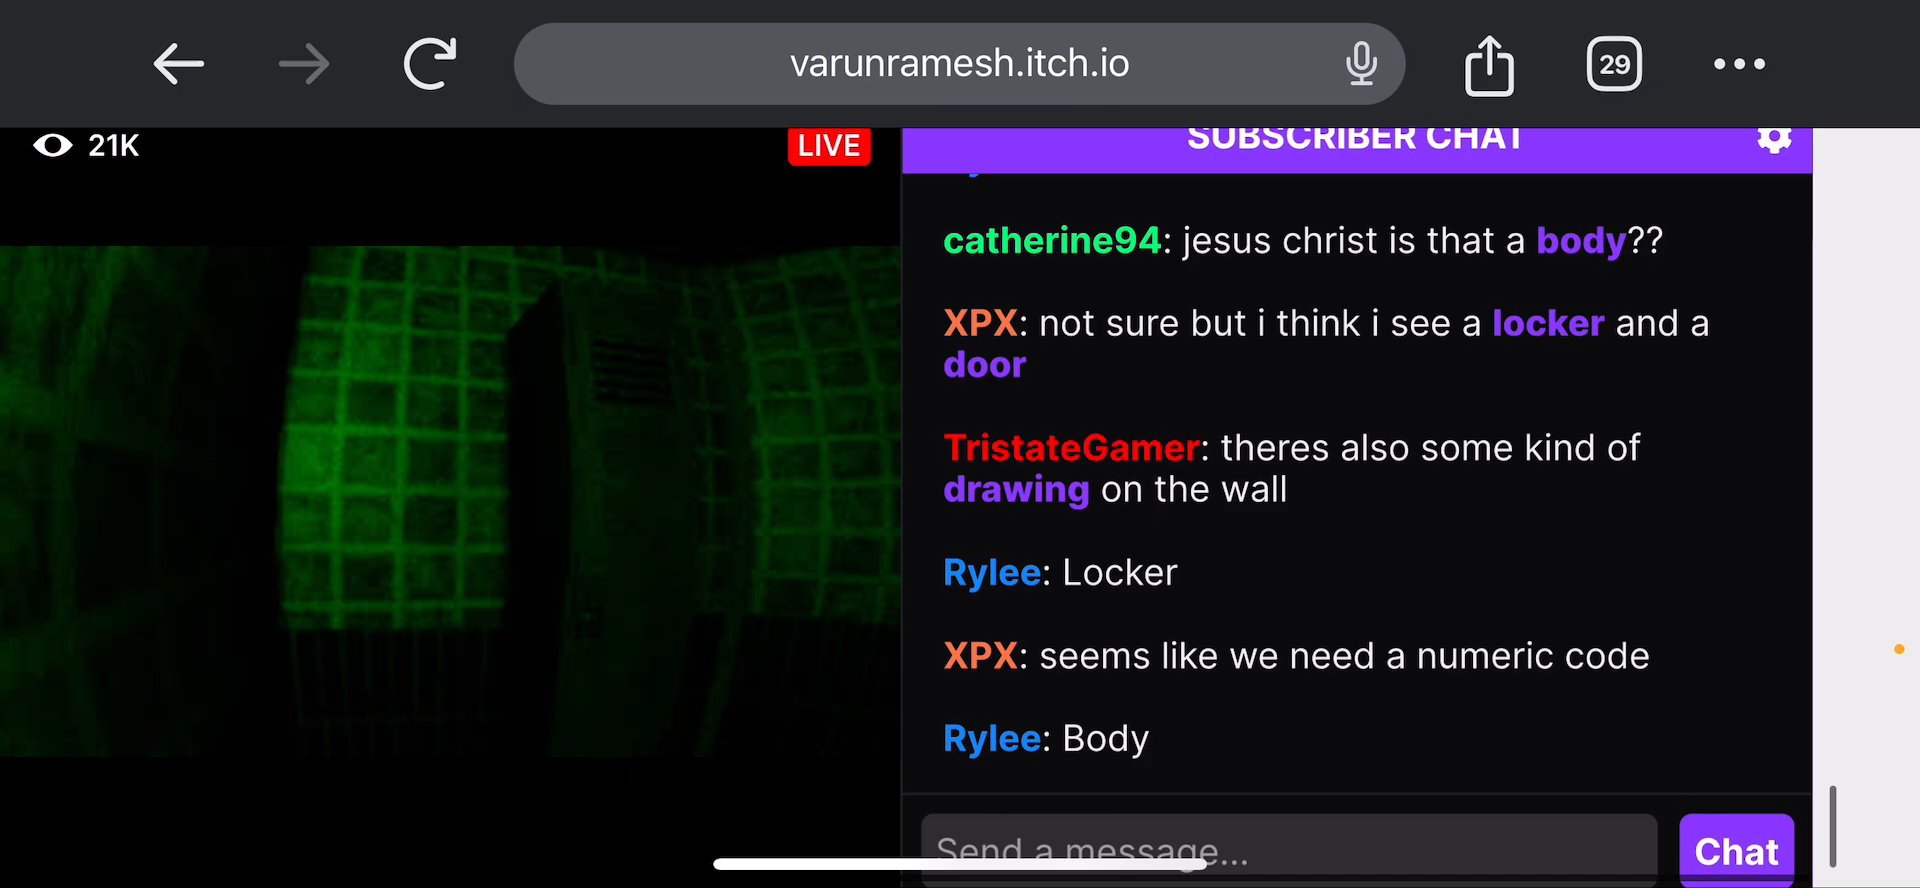 varunramesh.itch.io
29
21K
LIVE
SUBSCRIBER CHAT
catherine94: jesus christ is that a body??
XPX: not sure but i think i see a locker and a
door
TristateGamer: theres also some kind of
drawing on the wall
Rylee: Locker
XPX: seems like we need a numeric code
Rylee: Body
Send a message...
Chat